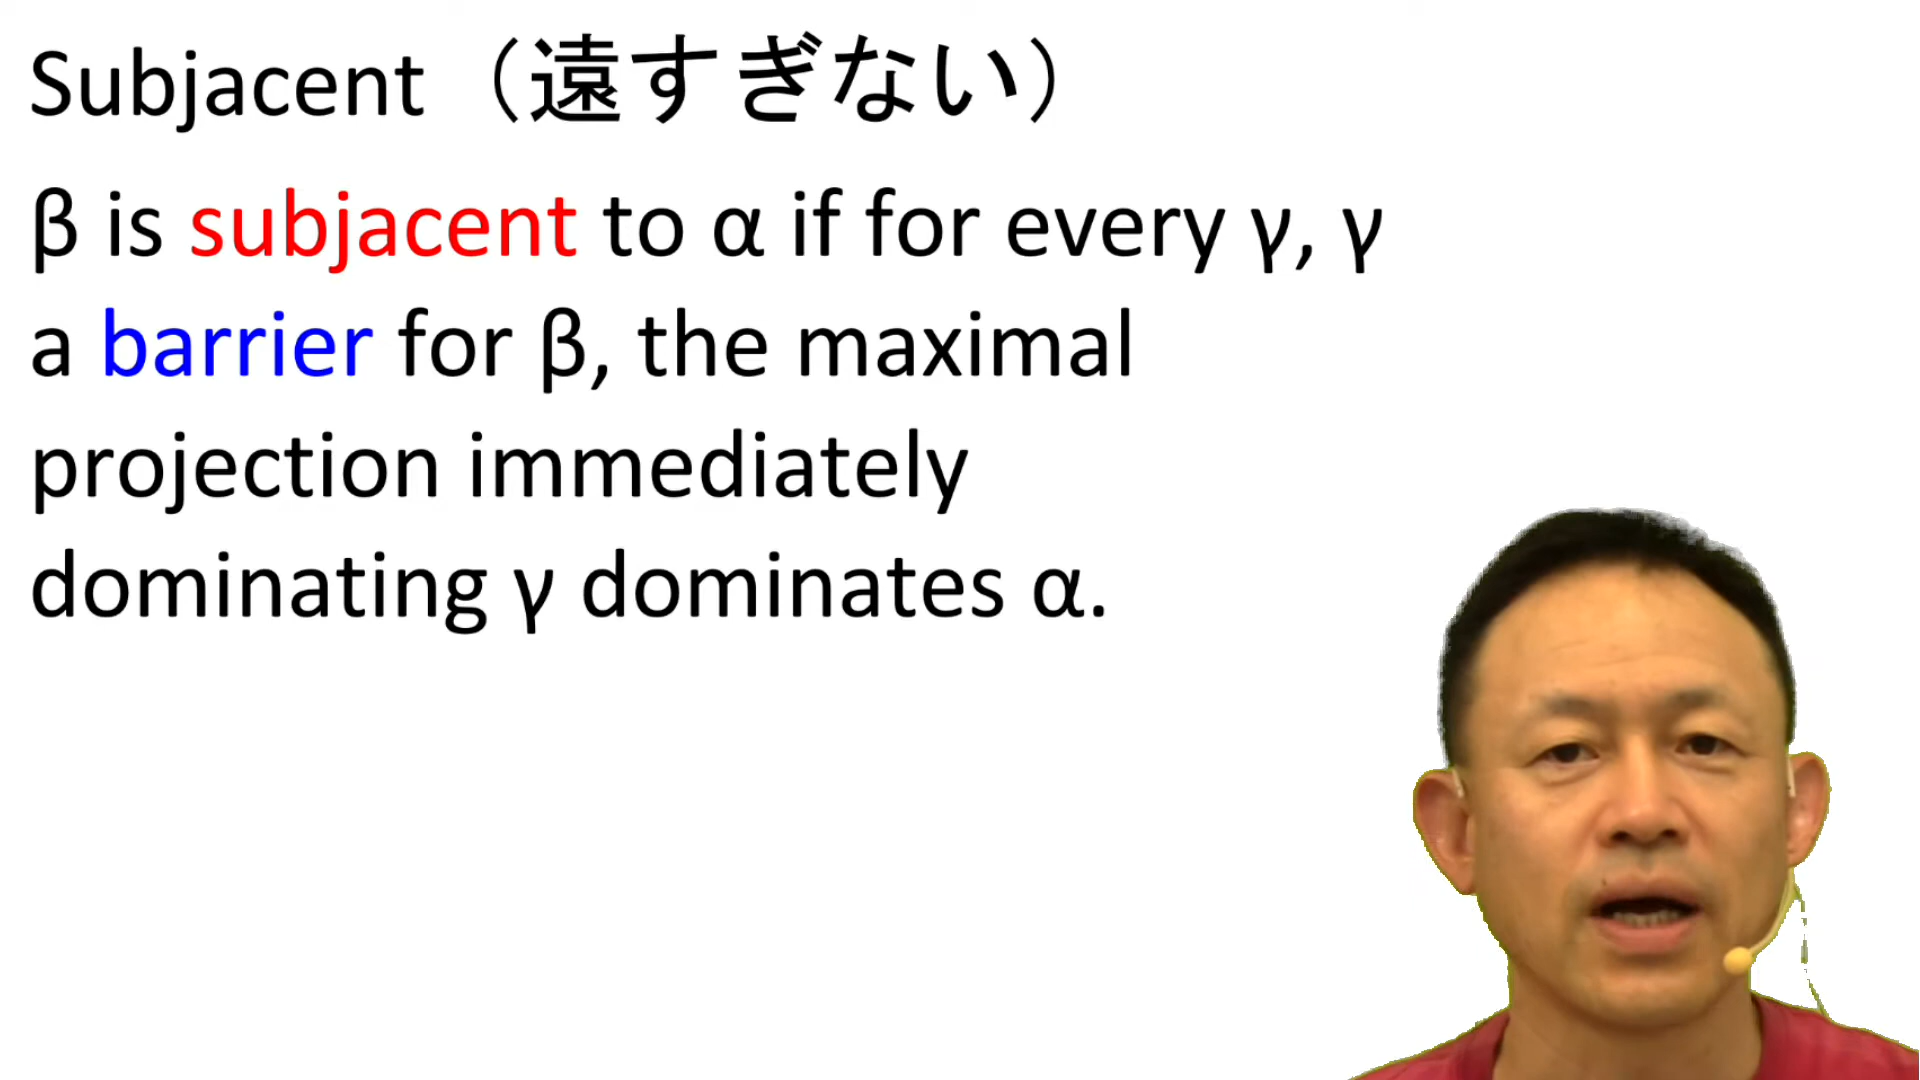 Subjacent（遠すぎない）
β is subjacent to α if for every γ, γ
a barrier for β, the maximal
projection immediately
dominating γ dominates α.